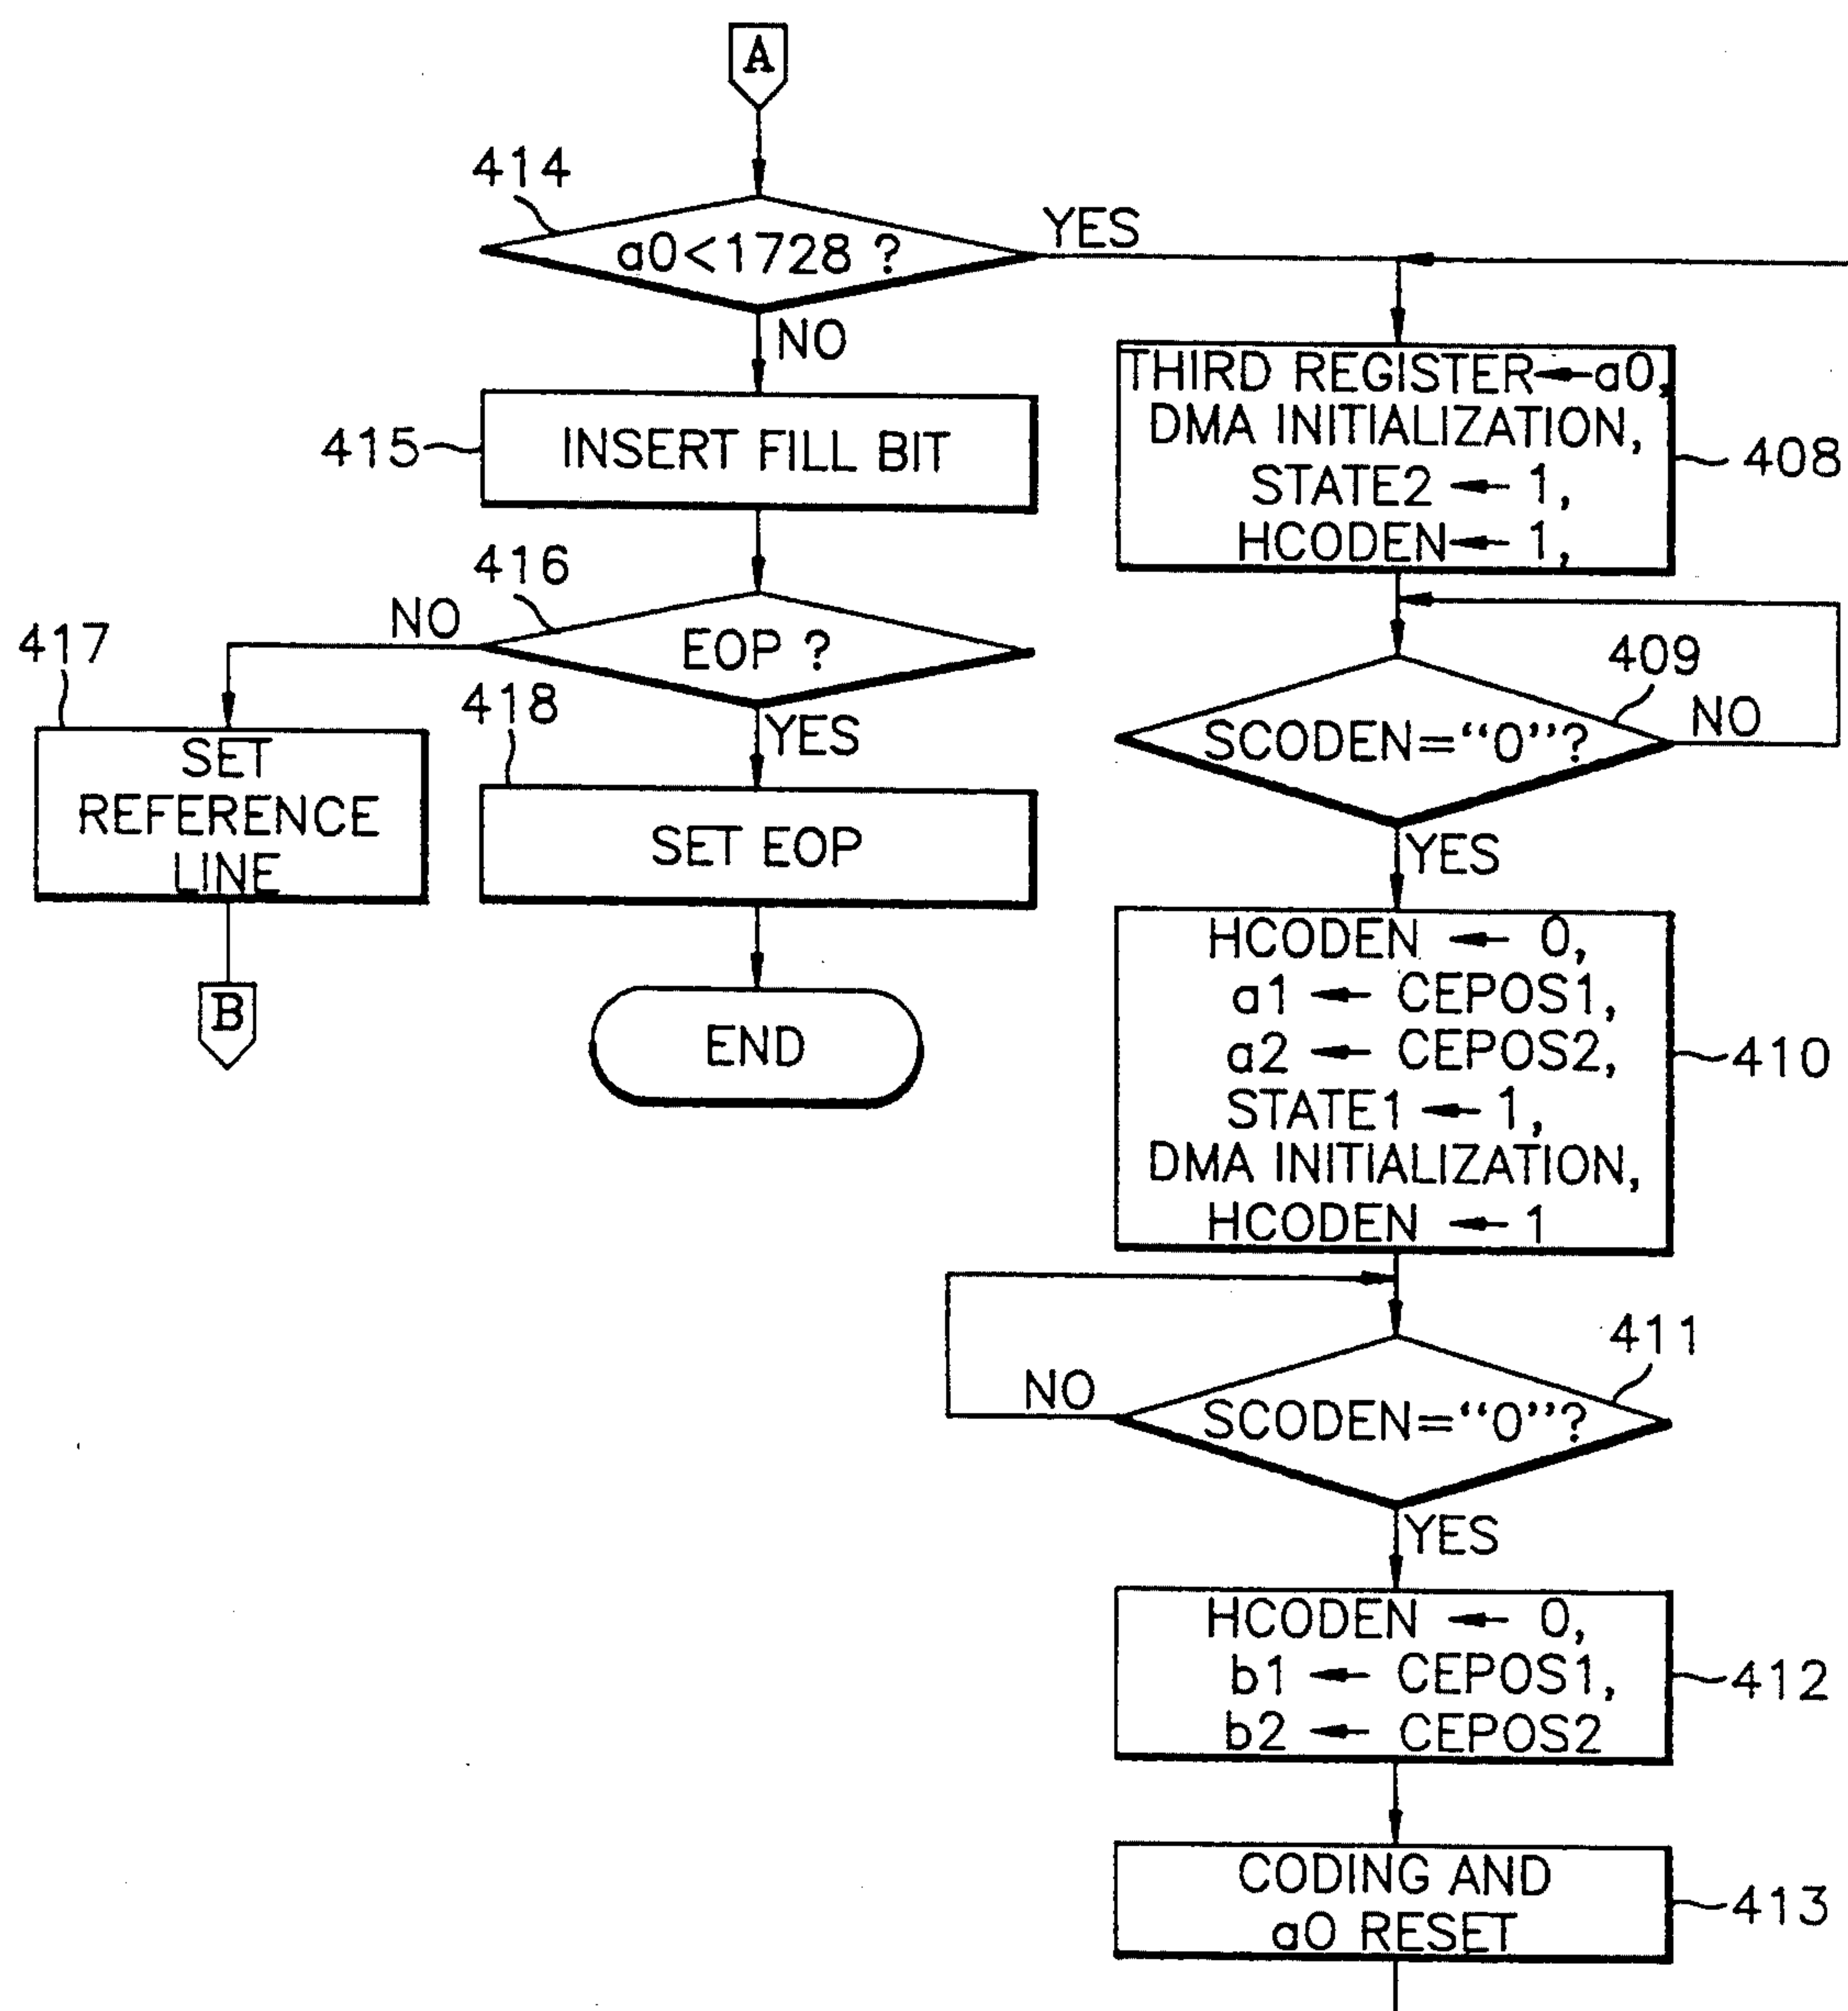 A
414
a0<1728 ?
YES
NO
415
INSERT FILL BIT
416
EOP ?
NO
417
SET
REFERENCE
LINE
B
YES
418
SET EOP
END
THIRD REGISTER←a0,
DMA INITIALIZATION,
STATE2 ← 1,
HCODEN← 1,
408
409
SCODEN=“0”?
NO
YES
HCODEN ← 0,
a1 ← CEPOS1,
a2 ← CEPOS2,
STATE1 ← 1,
DMA INITIALIZATION,
HCODEN ← 1
410
411
SCODEN=“0”?
NO
YES
HCODEN ← 0,
b1 ← CEPOS1,
b2 ← CEPOS2
412
CODING AND
a0 RESET
413